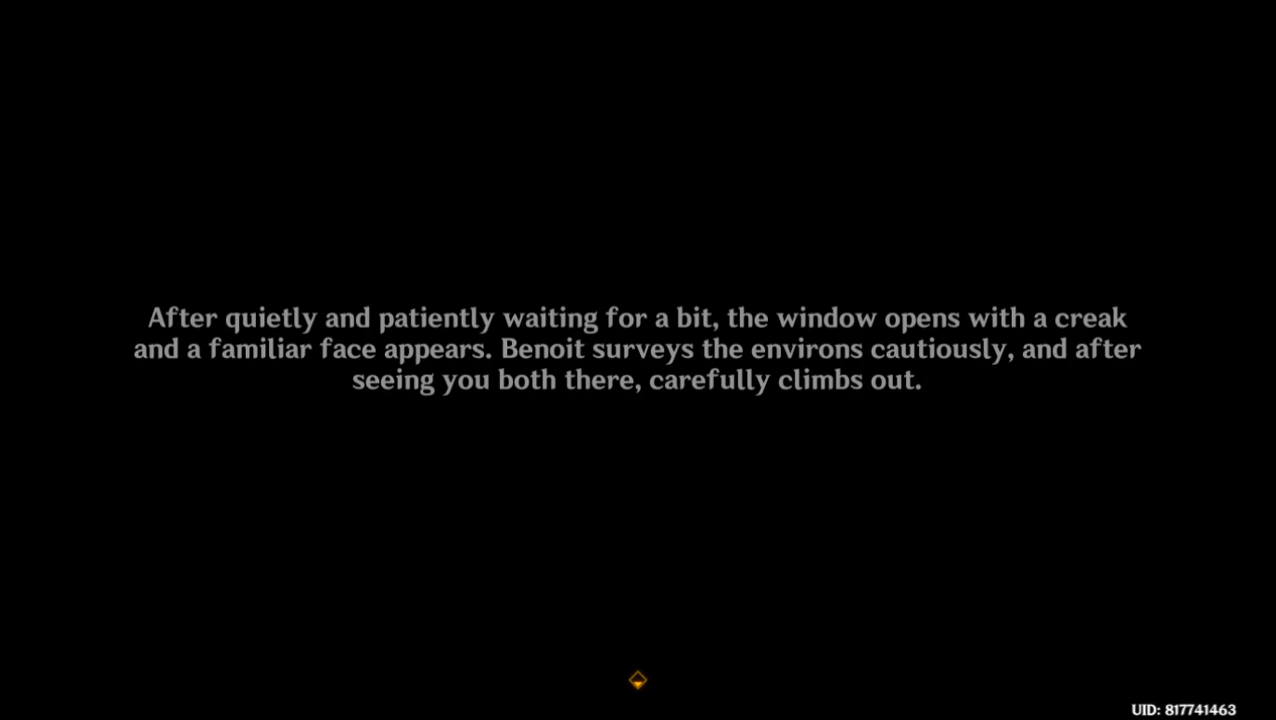 After quietly and patiently waiting for a bit, the window opens with a creak
and a familiar face appears. Benoit surveys the environs cautiously, and after
seeing you both there, carefully climbs out.
UID: 817741463